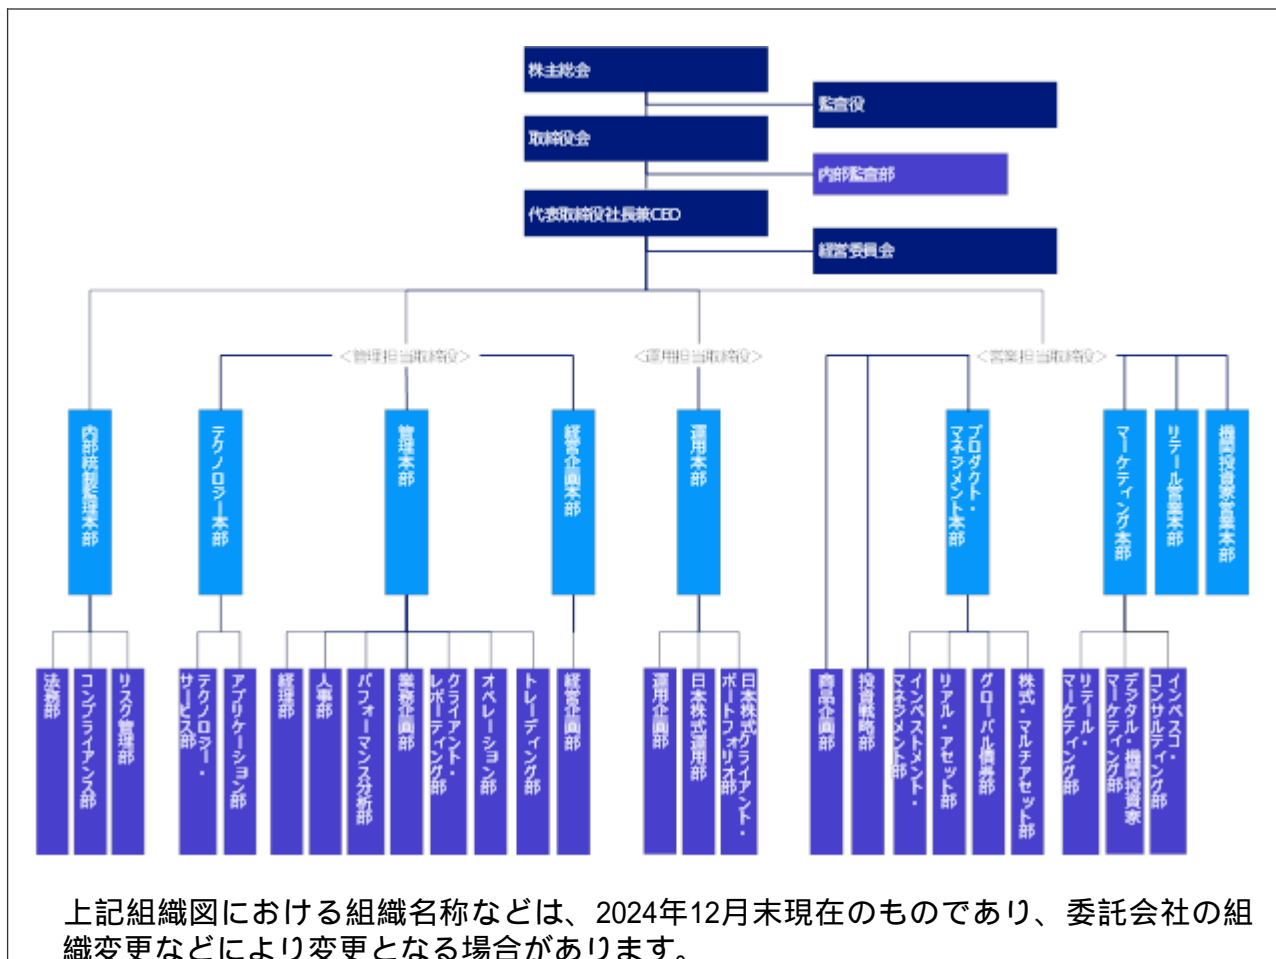 株主総会
監査役
取締役会
内部監査部
代表取締役社長兼CEO
経営委員会
<管理担当取締役>
<運用担当取締役>
<営業担当取締役>
内部統制監理本部
テクノロジー本部
管理本部
経営企画本部
運用本部
プロダクト・
マネジメント本部
マーケティング本部
リテール営業本部
機関投資家営業本部
法務部
コンプライアンス部
リスク管理部
テクノロジー・
サービス部
アプリケーション部
経理部
人事部
パフォーマンス分析部
業務企画部
クライアント・
レポーティング部
オペレーション部
トレーディング部
経営企画部
運用企画部
日本株式運用部
日本株式クライアント・
ポートフォリオ部
商品企画部
投資戦略部
インベストメント・
マネジメント部
リアル・アセット部
グローバル債券部
株式・マルチアセット部
リテール・
マーケティング部
デジタル・機関投資家
マーケティング部
インベスコ・
コンサルティング部
上記組織図における組織名称などは、2024年12月末現在のものであり、委託会社の組
織変更などにより変更となる場合があります。